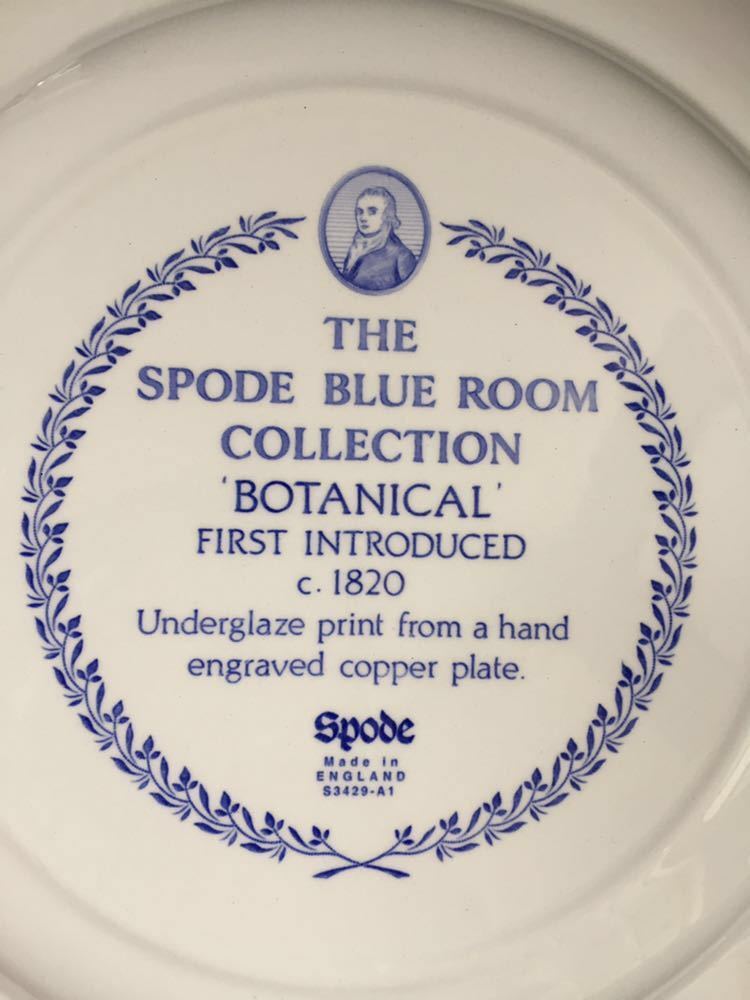 THE
SPODE BLUE ROOM
COLLECTION
'BOTANICAL'
FIRST INTRODUCED
c. 1820
Underglaze print from a hand
engraved copper plate.
Spode
Made in
ENGLAND
S3429-A1